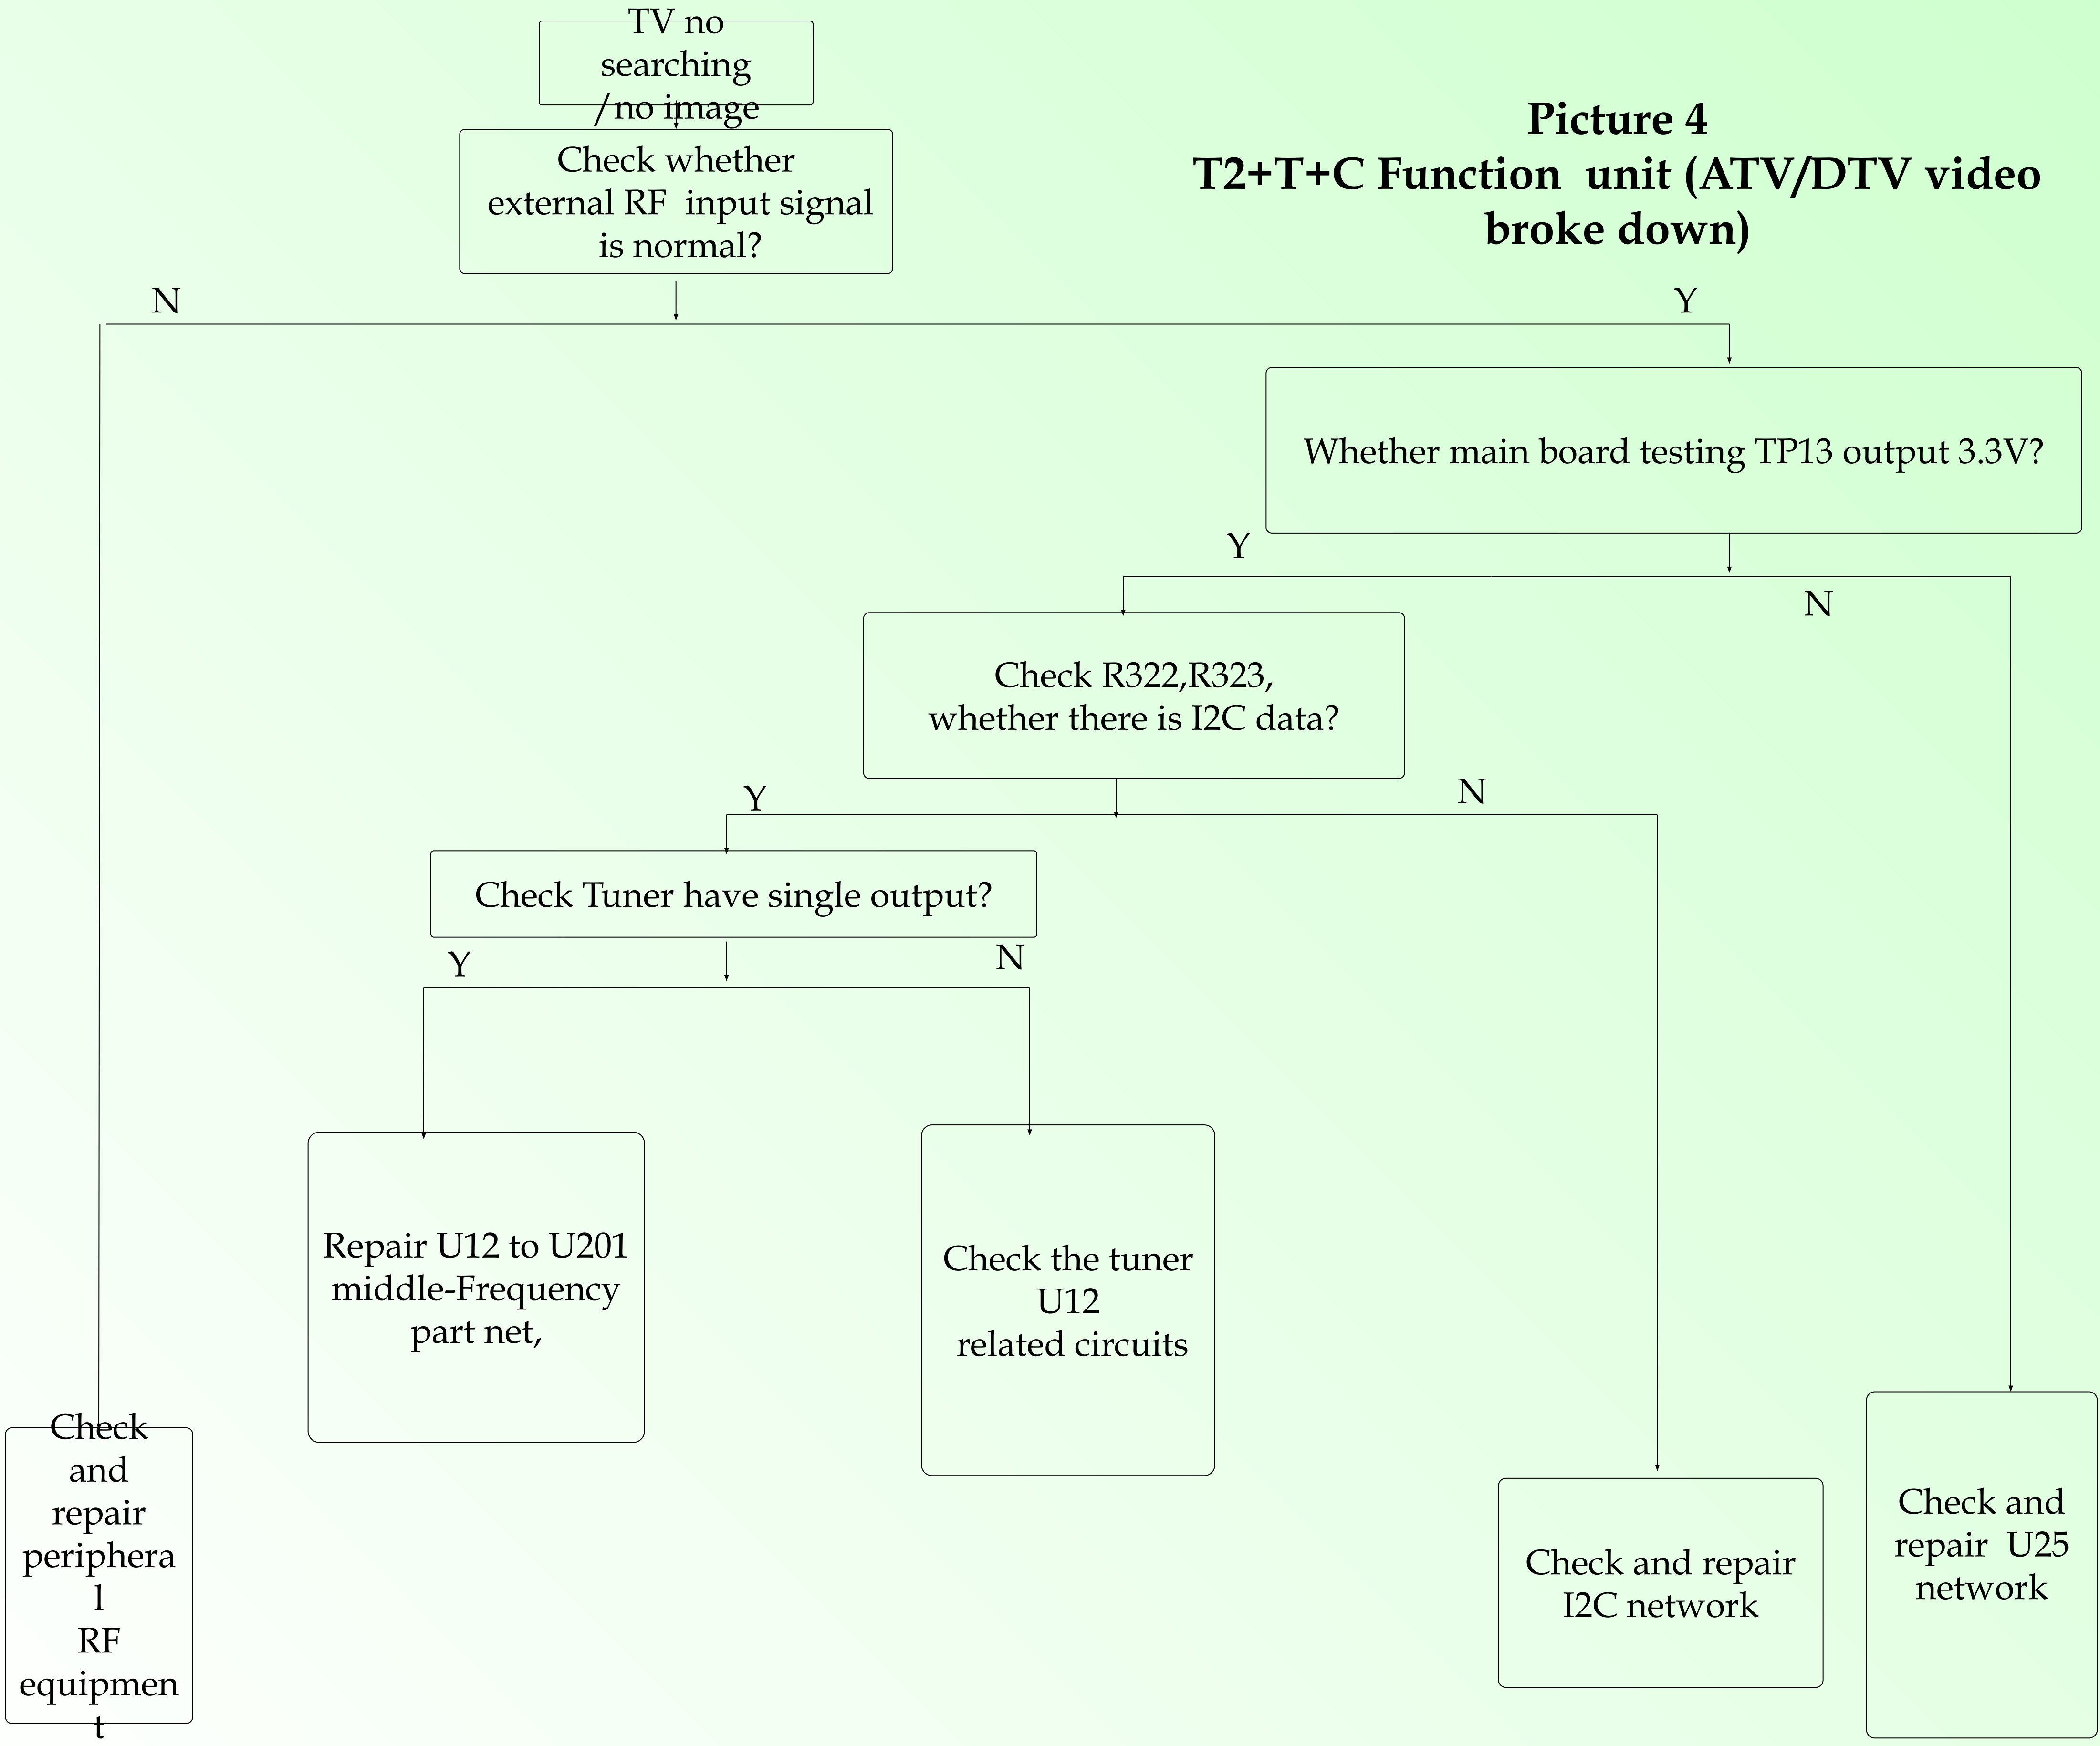 TV no
searching
/no image
Picture 4
T2+T+C Function  unit (ATV/DTV video
broke down)
Check whether
external RF  input signal
is normal?
N
Y
Whether main board testing TP13 output 3.3V?
Y
N
Check R322,R323,
whether there is I2C data?
Y
N
Check Tuner have single output?
Y
N
Repair U12 to U201
middle-Frequency
part net,
Check the tuner
U12
related circuits
Check
and
repair
periphera
l
RF
equipmen
t
Check and repair
I2C network
Check and
repair  U25
network